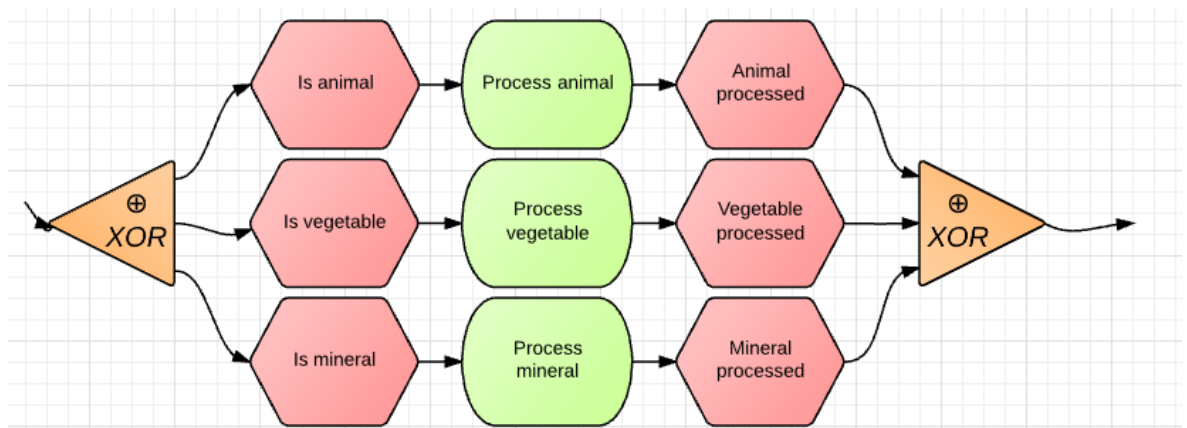 Is animal
Process animal
Animal
processed
XOR
Is vegetable
Process
vegetable
Vegetable
processed
XOR
Is mineral
Process
mineral
Mineral
processed